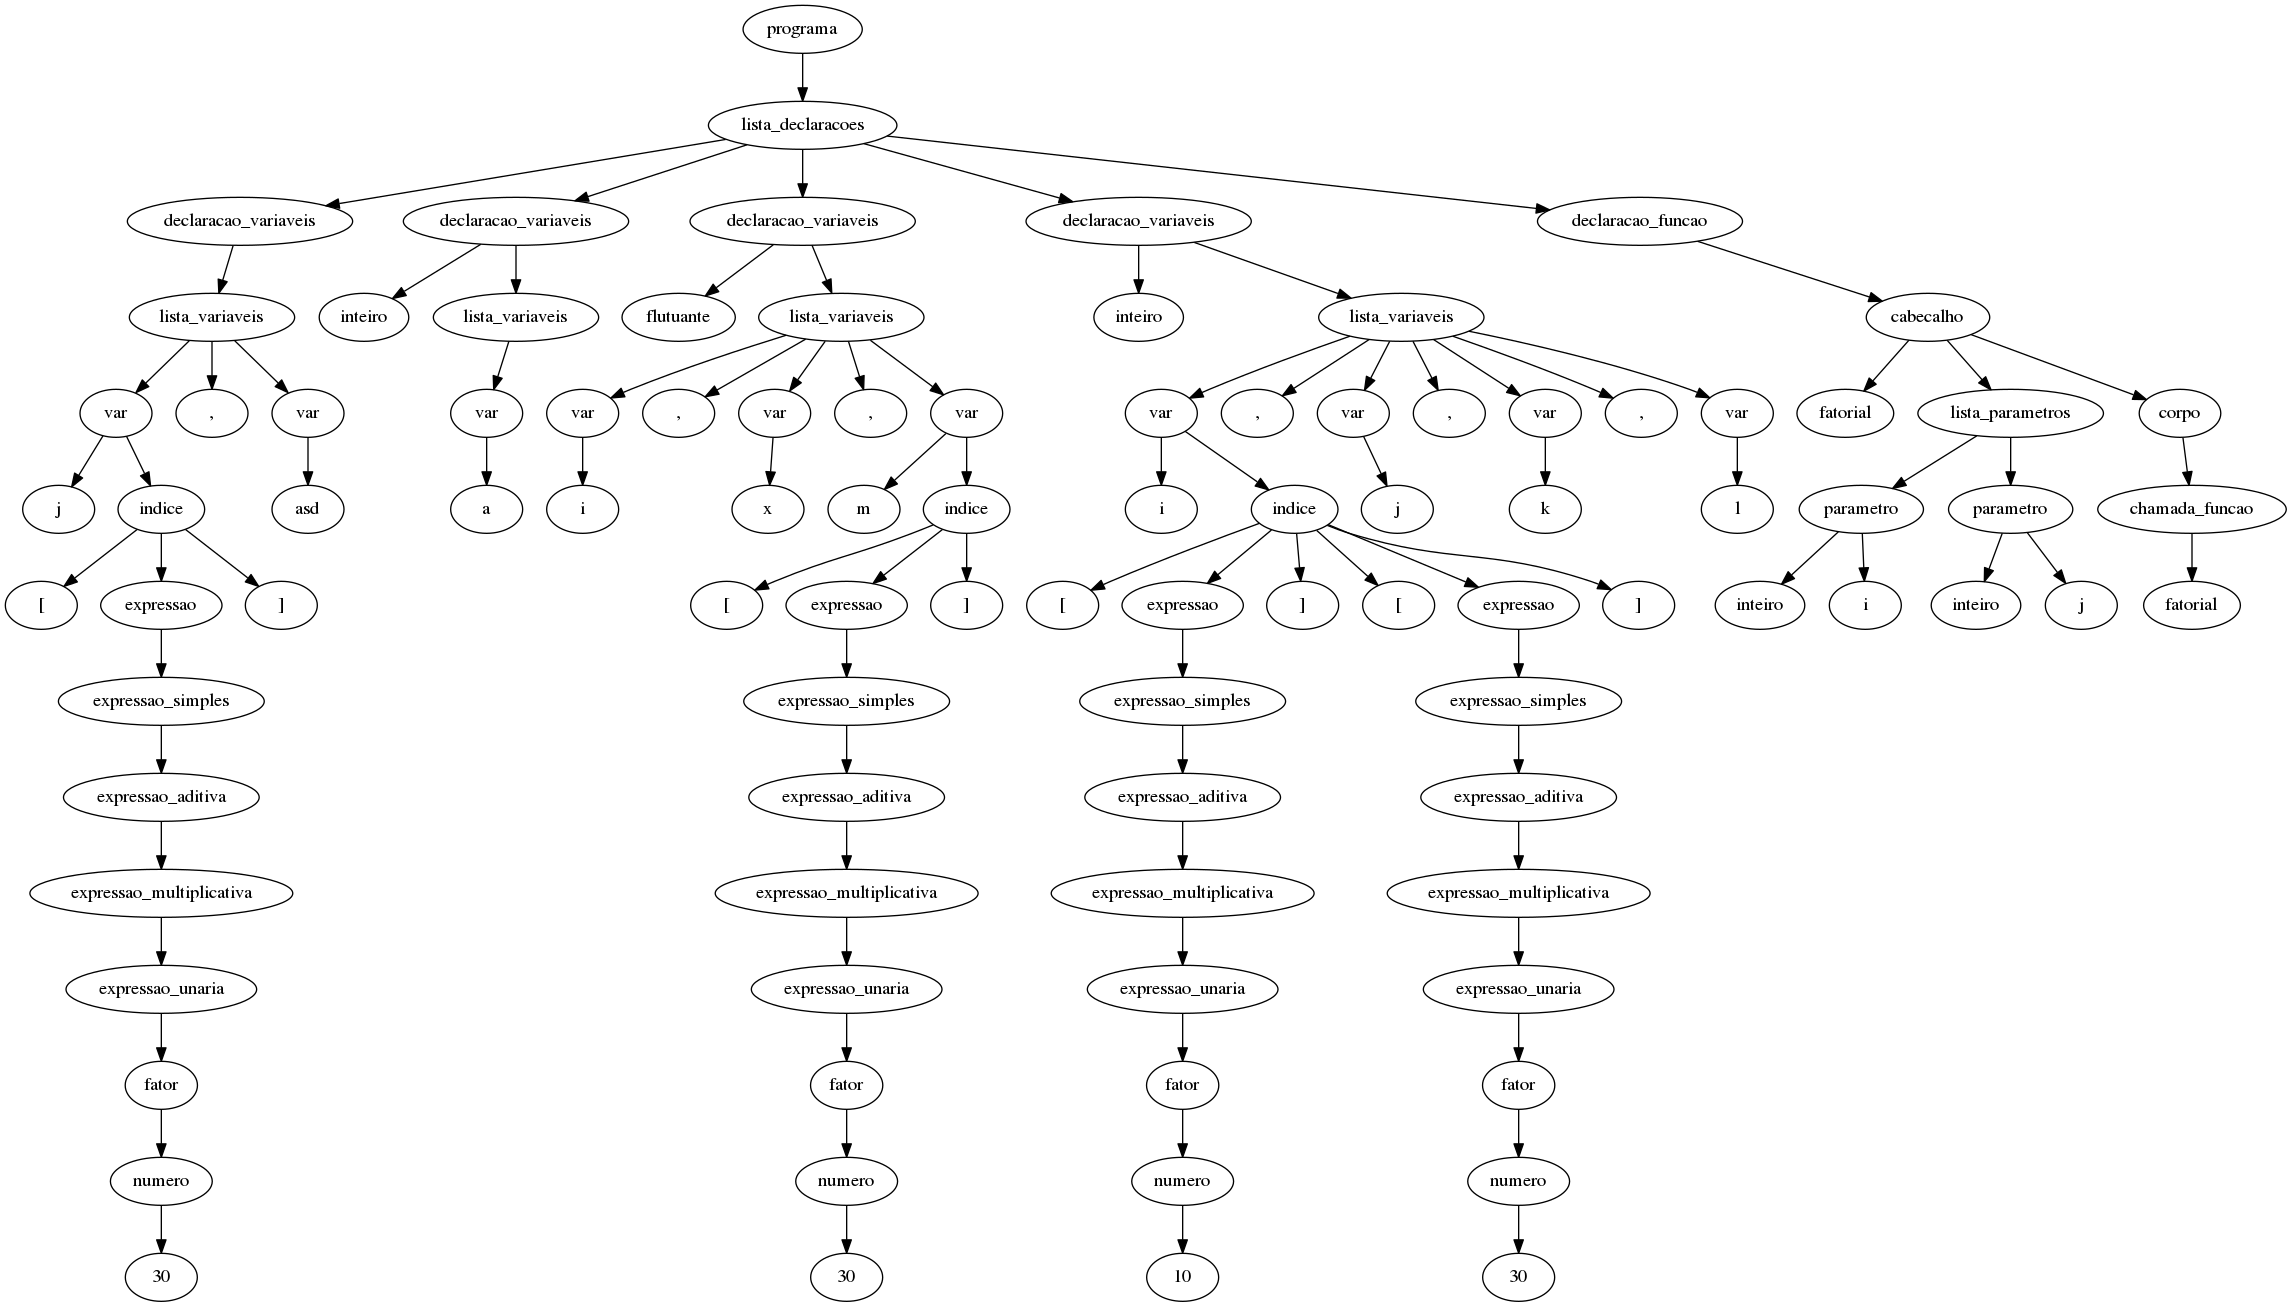 programa
lista_declaracoes
declaracao_variaveis declaracao_variaveis declaracao_variaveis declaracao_variaveis declaracao_funcao
lista_variaveis inteiro lista_variaveis flutuante lista_variaveis inteiro lista_variaveis cabecalho
var , var var var , var , var var , var , var , var fatorial lista_parametros corpo
j indice asd a i x m indice i indice j k l parametro parametro chamada_funcao
[ expressao ] [ expressao ] [ expressao ] [ expressao ] inteiro i inteiro j fatorial
expressao_simples expressao_simples expressao_simples expressao_simples
expressao_aditiva expressao_aditiva expressao_aditiva expressao_aditiva
expressao_multiplicativa expressao_multiplicativa expressao_multiplicativa expressao_multiplicativa
expressao_unaria expressao_unaria expressao_unaria expressao_unaria
fator fator fator fator
numero numero numero numero
30 30 10 30